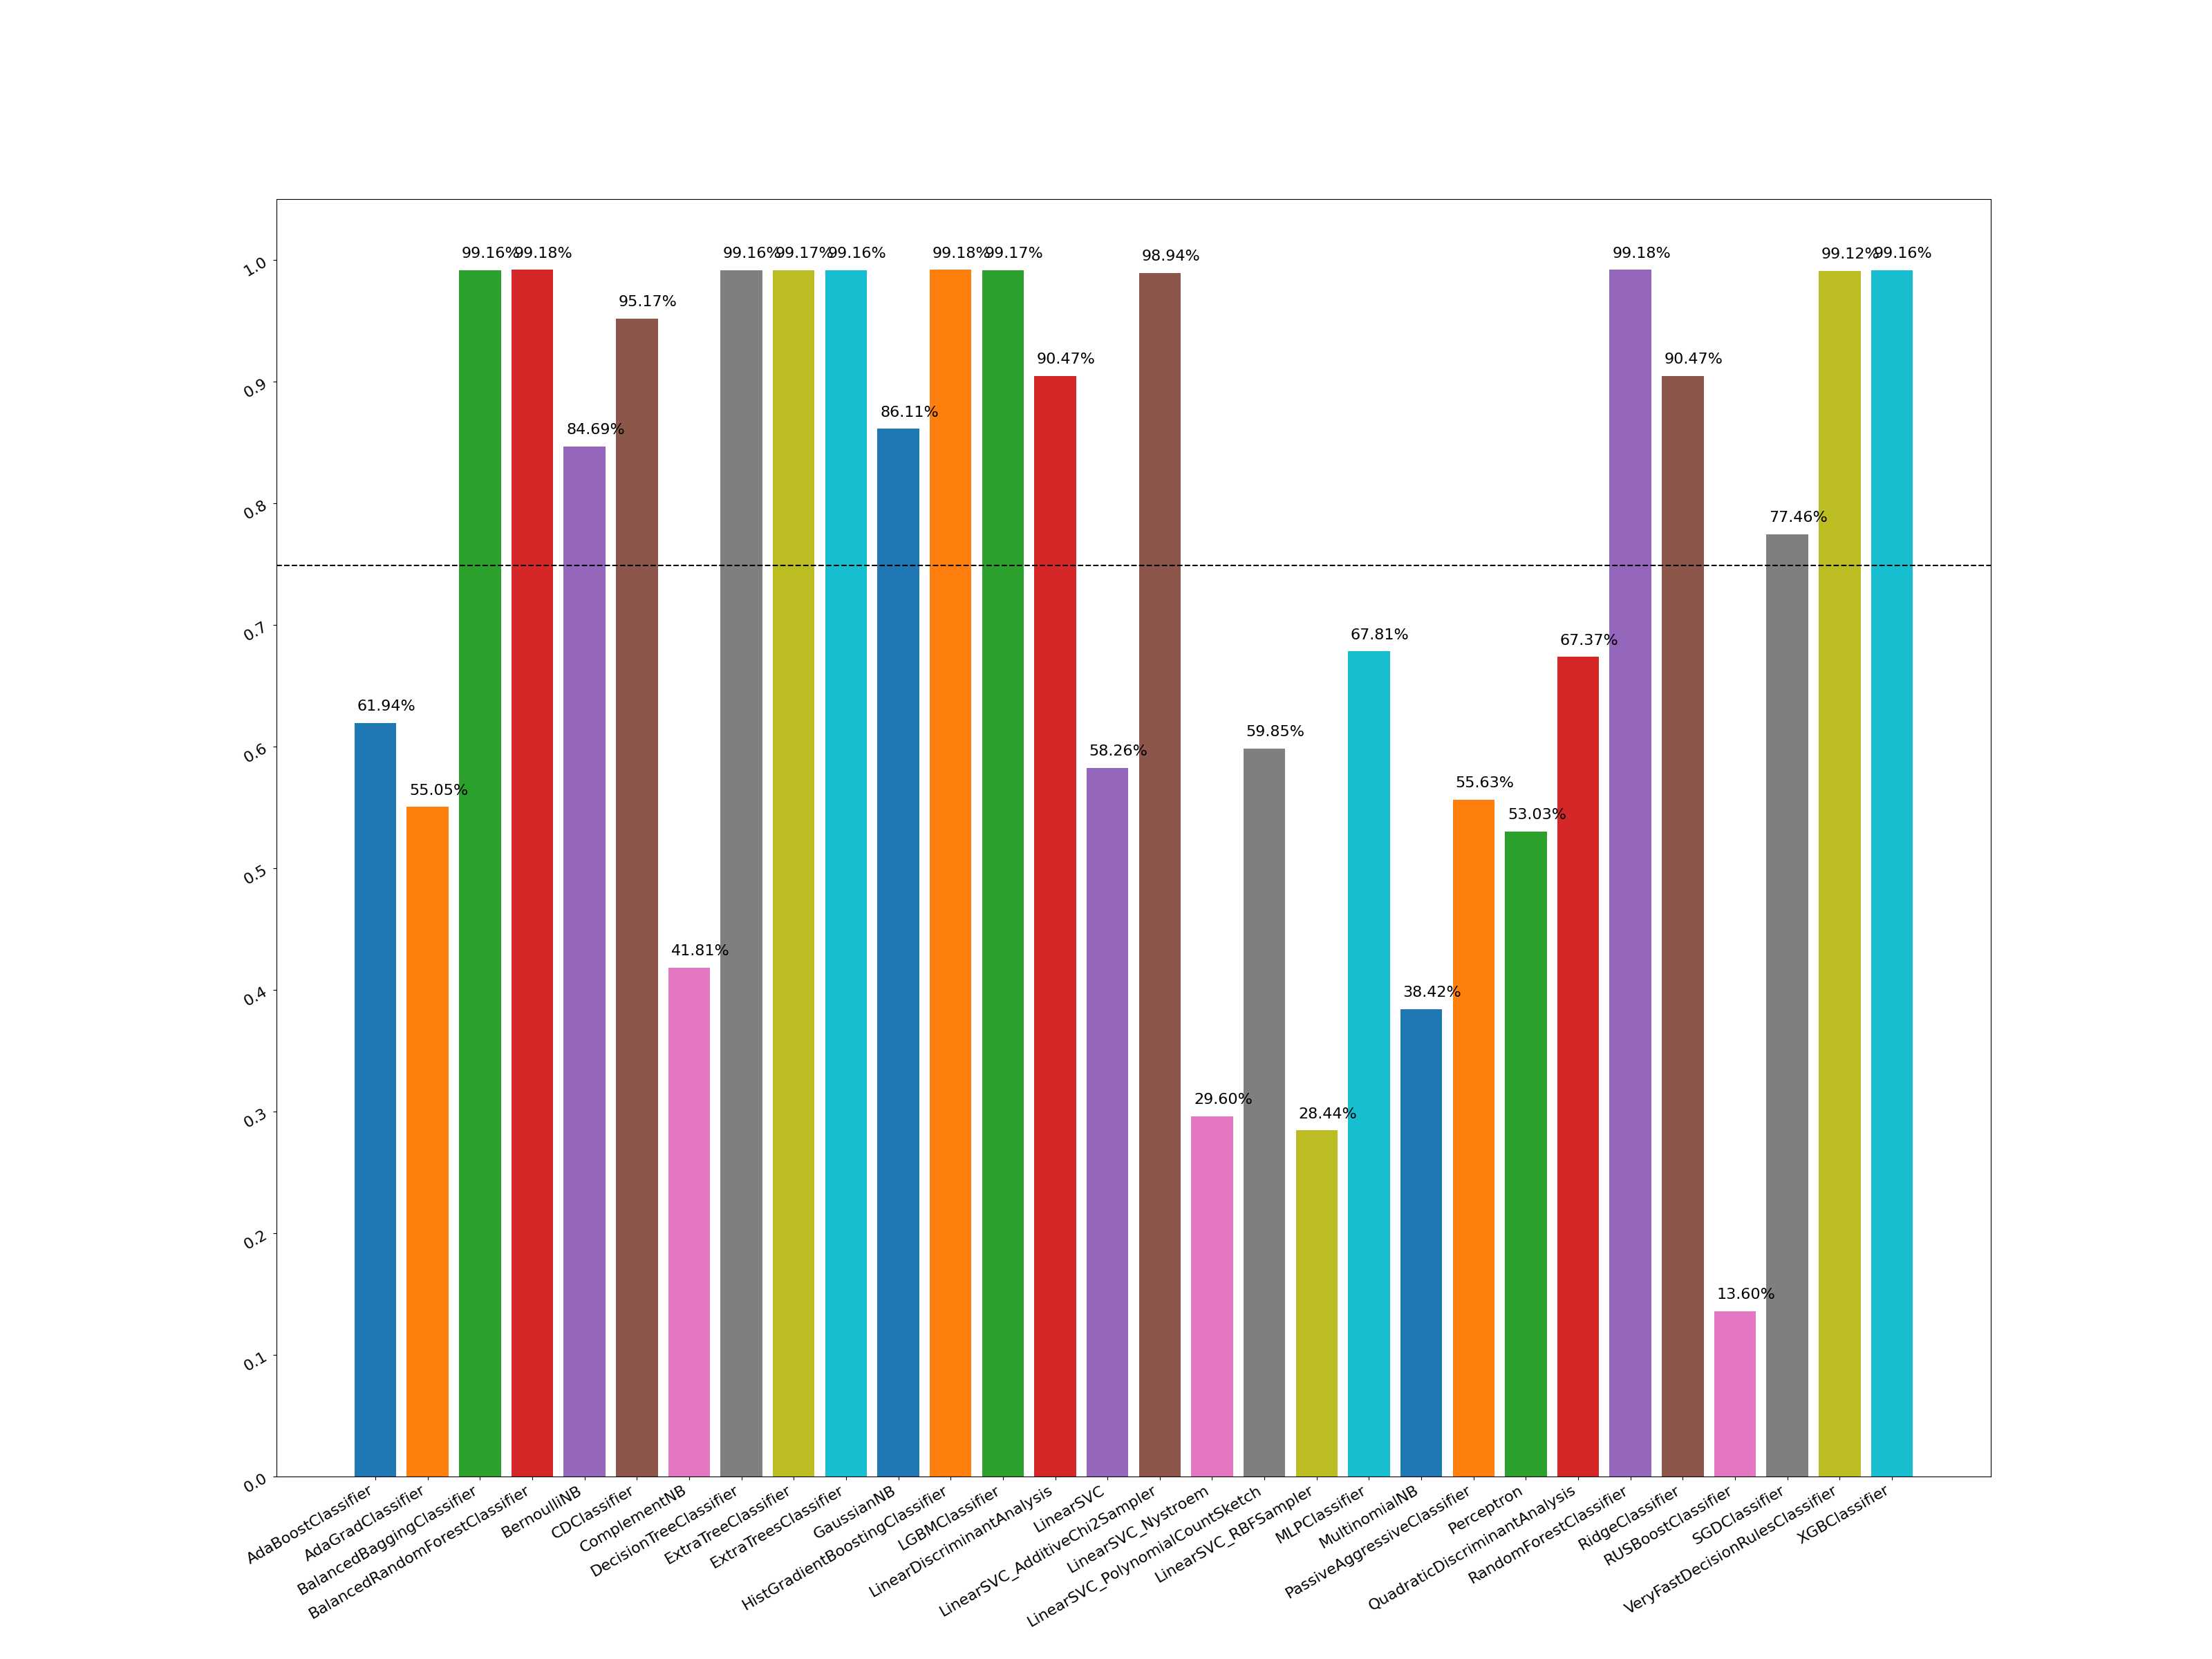 99.16% 99.18% 99.16% 99.17% 99.16% 99.18% 99.17% 98.94% 99.18% 99.12% 99.16%
1.0
95.17%
90.47% 90.47%
0.9
86.11%
84.69%
0.8
77.46%
0.7
67.81% 67.37%
61.94%
0.6
59.85%
58.26%
55.05% 55.63%
53.03%
0.5
41.81%
0.4
38.42%
0.3
29.60% 28.44%
0.2
13.60%
0.1
0.0
AdaBoostClassifier
AdaGradClassifier
BalancedBaggingClassifier
BalancedRandomForestClassifier
BernoulliNB
CDClassifier
ComplementNB
DecisionTreeClassifier
ExtraTreeClassifier
ExtraTreesClassifier
GaussianNB
HistGradientBoostingClassifier
LGBMClassifier
LinearDiscriminantAnalysis
LinearSVC
LinearSVC_AdditiveChi2Sampler
LinearSVC_Nystroem
LinearSVC_PolynomialCountSketch
LinearSVC_RBFSampler
MLPClassifier
MultinomialNB
PassiveAggressiveClassifier
Perceptron
QuadraticDiscriminantAnalysis
RandomForestClassifier
RidgeClassifier
RUSBoostClassifier
SGDClassifier
VeryFastDecisionRulesClassifier
XGBClassifier